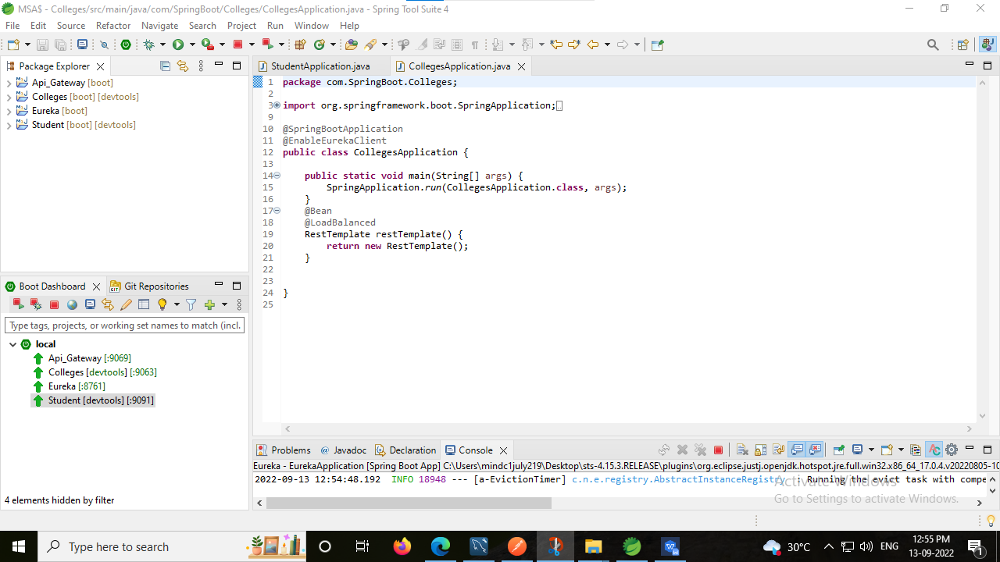 MSA$ - Colleges/src/main/java/com/SpringBoot/Colleges/CollegesApplication.java - Spring Tool Suite 4
File Edit Source Refactor Navigate Search Project Run Window Help
Package Explorer
Api_Gateway [boot]
Colleges [boot] [devtools]
Eureka [boot]
Student [boot] [devtools]
StudentApplication.java CollegesApplication.java
1 package com.SpringBoot.Colleges;
2
3 import org.springframework.boot.SpringApplication;
9
10 @SpringBootApplication
11 @EnableEurekaClient
12 public class CollegesApplication {
13
14 public static void main(String[] args) {
15 SpringApplication.run(CollegesApplication.class, args);
16 }
17 @Bean
18 @LoadBalanced
19 RestTemplate restTemplate() {
20 return new RestTemplate();
21 }
22
23
24 }
25
Boot Dashboard Git Repositories
Type tags, projects, or working set names to match (incl.
local
Api_Gateway [:9069]
Colleges [devtools] [:9063]
Eureka [:8761]
Student [devtools] [:9091]
4 elements hidden by filter
Problems Javadoc Declaration Console
Eureka - EurekaApplication [Spring Boot App] C:\Users\mindc1july219\Desktop\sts-4.15.3.RELEASE\plugins\org.eclipse.justj.openjdk.hotspot.jre.full.win32.x86_64_17.0.4.v20220805-10
2022-09-13 12:54:48.192 INFO 18948 --- [a-EvictionTimer] c.n.e.registry.AbstractInstanceRegistry : Running the evict task with compe
Activate Windows
Go to Settings to activate Windows.
Type here to search
30°C
ENG
12:55 PM
13-09-2022
1